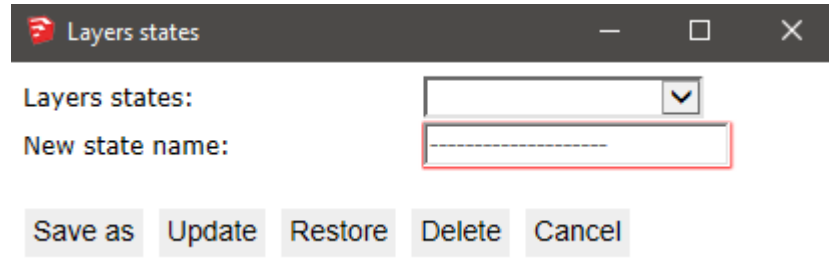 Layers states
Layers states:
New state name: --------------------
Save as Update Restore Delete Cancel